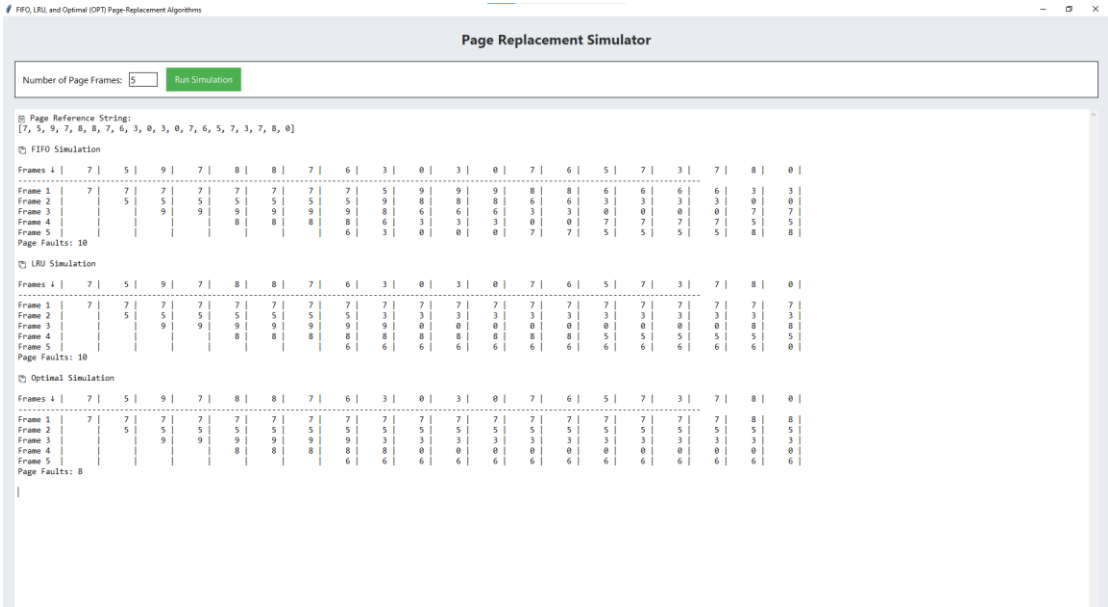 FIFO, LRU, and Optimal (OPT) Page-Replacement Algorithms
Page Replacement Simulator
Number of Page Frames: 5 Run Simulation
Page Reference String:
[7, 5, 9, 7, 8, 8, 7, 6, 3, 0, 3, 0, 7, 6, 5, 7, 3, 7, 8, 0]
FIFO Simulation
Frames ↓ | 7 | 5 | 9 | 7 | 8 | 8 | 7 | 6 | 3 | 0 | 3 | 0 | 7 | 6 | 5 | 7 | 3 | 7 | 8 | 0 |
Frame 1 | 7 | 7 | 7 | 7 | 7 | 7 | 7 | 7 | 5 | 9 | 9 | 9 | 8 | 8 | 6 | 6 | 6 | 6 | 3 | 3 |
Frame 2 | | 5 | 5 | 5 | 5 | 5 | 5 | 5 | 9 | 8 | 8 | 8 | 6 | 6 | 3 | 3 | 3 | 3 | 0 | 0 |
Frame 3 | | | 9 | 9 | 9 | 9 | 9 | 9 | 8 | 6 | 6 | 6 | 3 | 3 | 0 | 0 | 0 | 0 | 7 | 7 |
Frame 4 | | | | | 8 | 8 | 8 | 8 | 6 | 3 | 3 | 3 | 0 | 0 | 7 | 7 | 7 | 7 | 5 | 5 |
Frame 5 | | | | | | | | 6 | 3 | 0 | 0 | 0 | 7 | 7 | 5 | 5 | 5 | 5 | 8 | 8 |
Page Faults: 10
LRU Simulation
Frames ↓ | 7 | 5 | 9 | 7 | 8 | 8 | 7 | 6 | 3 | 0 | 3 | 0 | 7 | 6 | 5 | 7 | 3 | 7 | 8 | 0 |
Frame 1 | 7 | 7 | 7 | 7 | 7 | 7 | 7 | 7 | 7 | 7 | 7 | 7 | 7 | 7 | 7 | 7 | 7 | 7 | 7 | 7 |
Frame 2 | | 5 | 5 | 5 | 5 | 5 | 5 | 5 | 3 | 3 | 3 | 3 | 3 | 3 | 3 | 3 | 3 | 3 | 3 | 3 |
Frame 3 | | | 9 | 9 | 9 | 9 | 9 | 9 | 9 | 0 | 0 | 0 | 0 | 0 | 0 | 0 | 0 | 0 | 8 | 8 |
Frame 4 | | | | | 8 | 8 | 8 | 8 | 8 | 8 | 8 | 8 | 8 | 8 | 5 | 5 | 5 | 5 | 5 | 5 |
Frame 5 | | | | | | | | 6 | 6 | 6 | 6 | 6 | 6 | 6 | 6 | 6 | 6 | 6 | 6 | 0 |
Page Faults: 10
Optimal Simulation
Frames ↓ | 7 | 5 | 9 | 7 | 8 | 8 | 7 | 6 | 3 | 0 | 3 | 0 | 7 | 6 | 5 | 7 | 3 | 7 | 8 | 0 |
Frame 1 | 7 | 7 | 7 | 7 | 7 | 7 | 7 | 7 | 7 | 7 | 7 | 7 | 7 | 7 | 7 | 7 | 7 | 7 | 8 | 8 |
Frame 2 | | 5 | 5 | 5 | 5 | 5 | 5 | 5 | 5 | 5 | 5 | 5 | 5 | 5 | 5 | 5 | 5 | 5 | 5 | 5 |
Frame 3 | | | 9 | 9 | 9 | 9 | 9 | 9 | 3 | 3 | 3 | 3 | 3 | 3 | 3 | 3 | 3 | 3 | 3 | 3 |
Frame 4 | | | | | 8 | 8 | 8 | 8 | 8 | 0 | 0 | 0 | 0 | 0 | 0 | 0 | 0 | 0 | 0 | 0 |
Frame 5 | | | | | | | | 6 | 6 | 6 | 6 | 6 | 6 | 6 | 6 | 6 | 6 | 6 | 6 | 6 |
Page Faults: 8